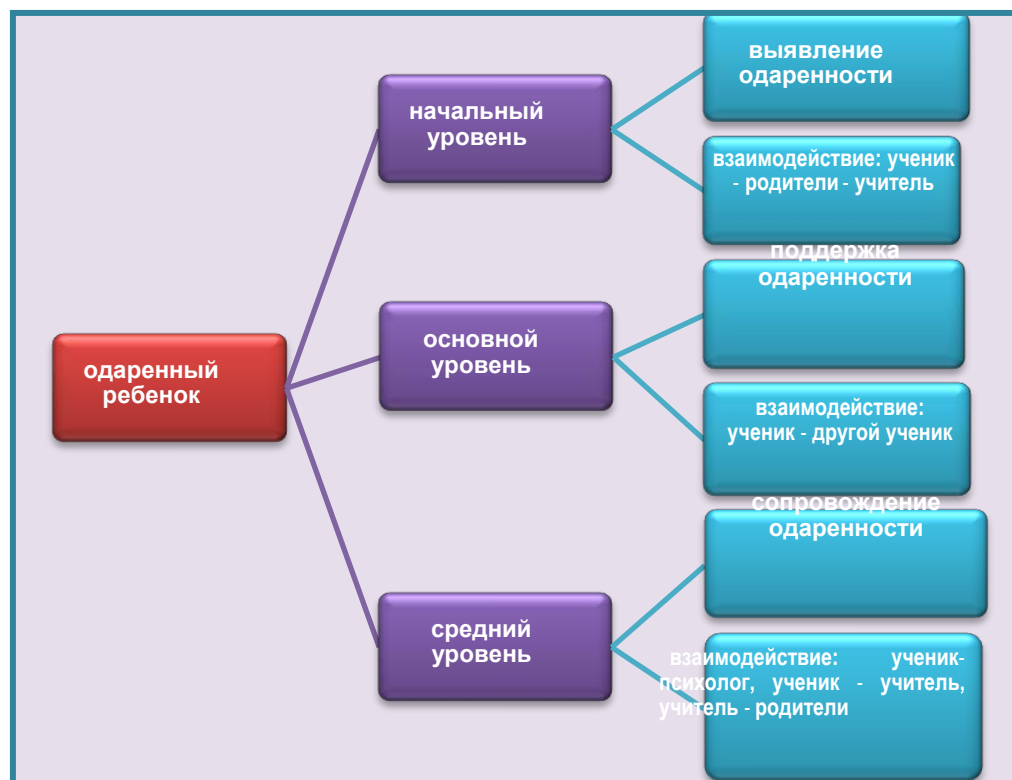 выявление
одаренности
начальный
уровень
взаимодействие: ученик
- родители - учитель
поддержка
одаренности
основной
уровень
одаренный
ребенок
взаимодействие:
ученик - другой ученик
сопровождение
одаренности
средний
уровень
взаимодействие: ученик-
психолог, ученик - учитель,
учитель - родители